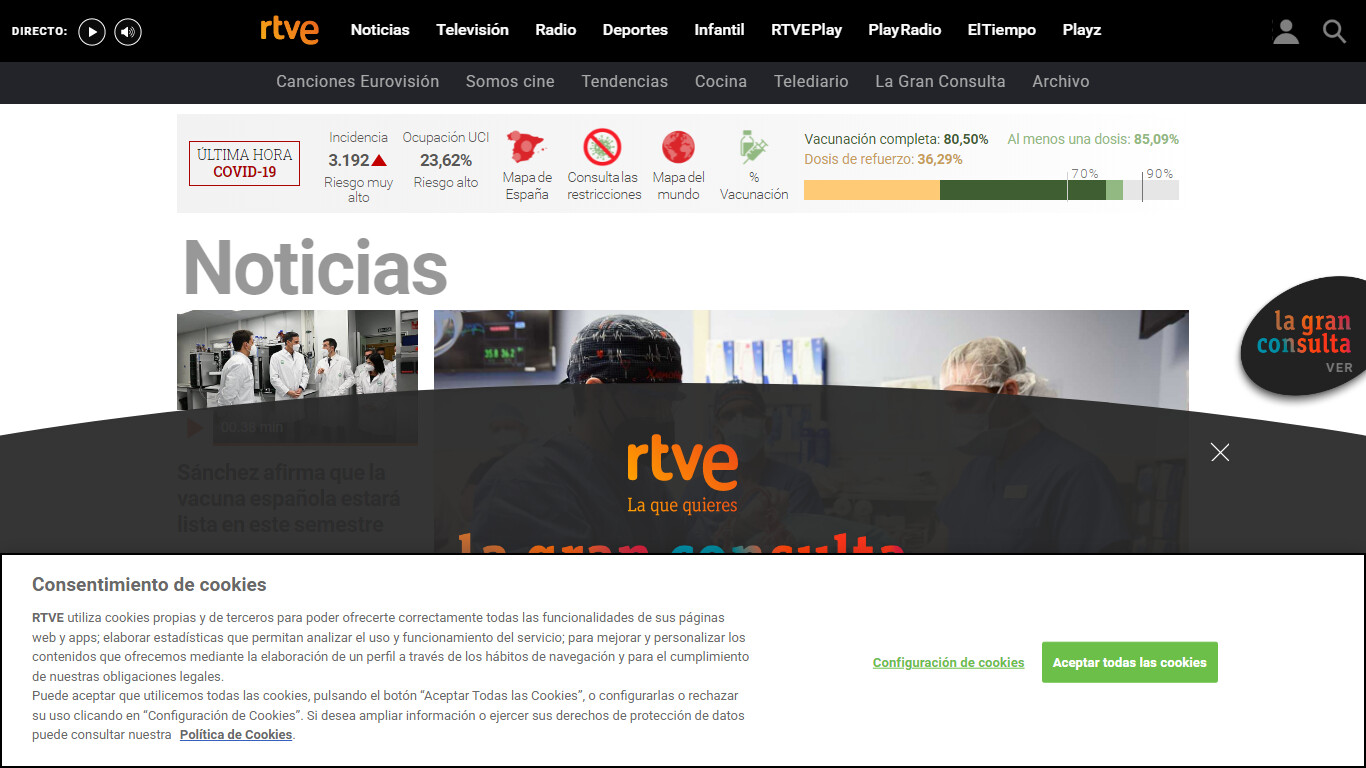 DIRECTO:
rtve
Noticias Televisión Radio Deportes Infantil RTVE Play Play Radio El Tiempo Playz
Canciones Eurovisión Somos cine Tendencias Cocina Telediario La Gran Consulta Archivo
ÚLTIMA HORA
COVID-19
Incidencia
3.192
Riesgo muy
alto
Ocupación UCI
23,62%
Riesgo alto
Mapa de
España
Consulta las
restricciones
Mapa del
mundo
%
Vacunación
Vacunación completa: 80,50% Al menos una dosis: 85,09%
Dosis de refuerzo: 36,29%
70% 90%
Noticias
la gran
consulta
VER
00.38 min
Sánchez afirma que la
vacuna española estará
lista en este semestre
rtve
La que quieres
la gran consulta
Consentimiento de cookies
RTVE utiliza cookies propias y de terceros para poder ofrecerte correctamente todas las funcionalidades de sus páginas
web y apps; elaborar estadísticas que permitan analizar el uso y funcionamiento del servicio; para mejorar y personalizar los
contenidos que ofrecemos mediante la elaboración de un perfil a través de los hábitos de navegación y para el cumplimiento
de nuestras obligaciones legales.
Puede aceptar que utilicemos todas las cookies, pulsando el botón “Aceptar Todas las Cookies”, o configurarlas o rechazar
su uso clicando en “Configuración de Cookies”. Si desea ampliar información o ejercer sus derechos de protección de datos
puede consultar nuestra Política de Cookies.
Configuración de cookies
Aceptar todas las cookies